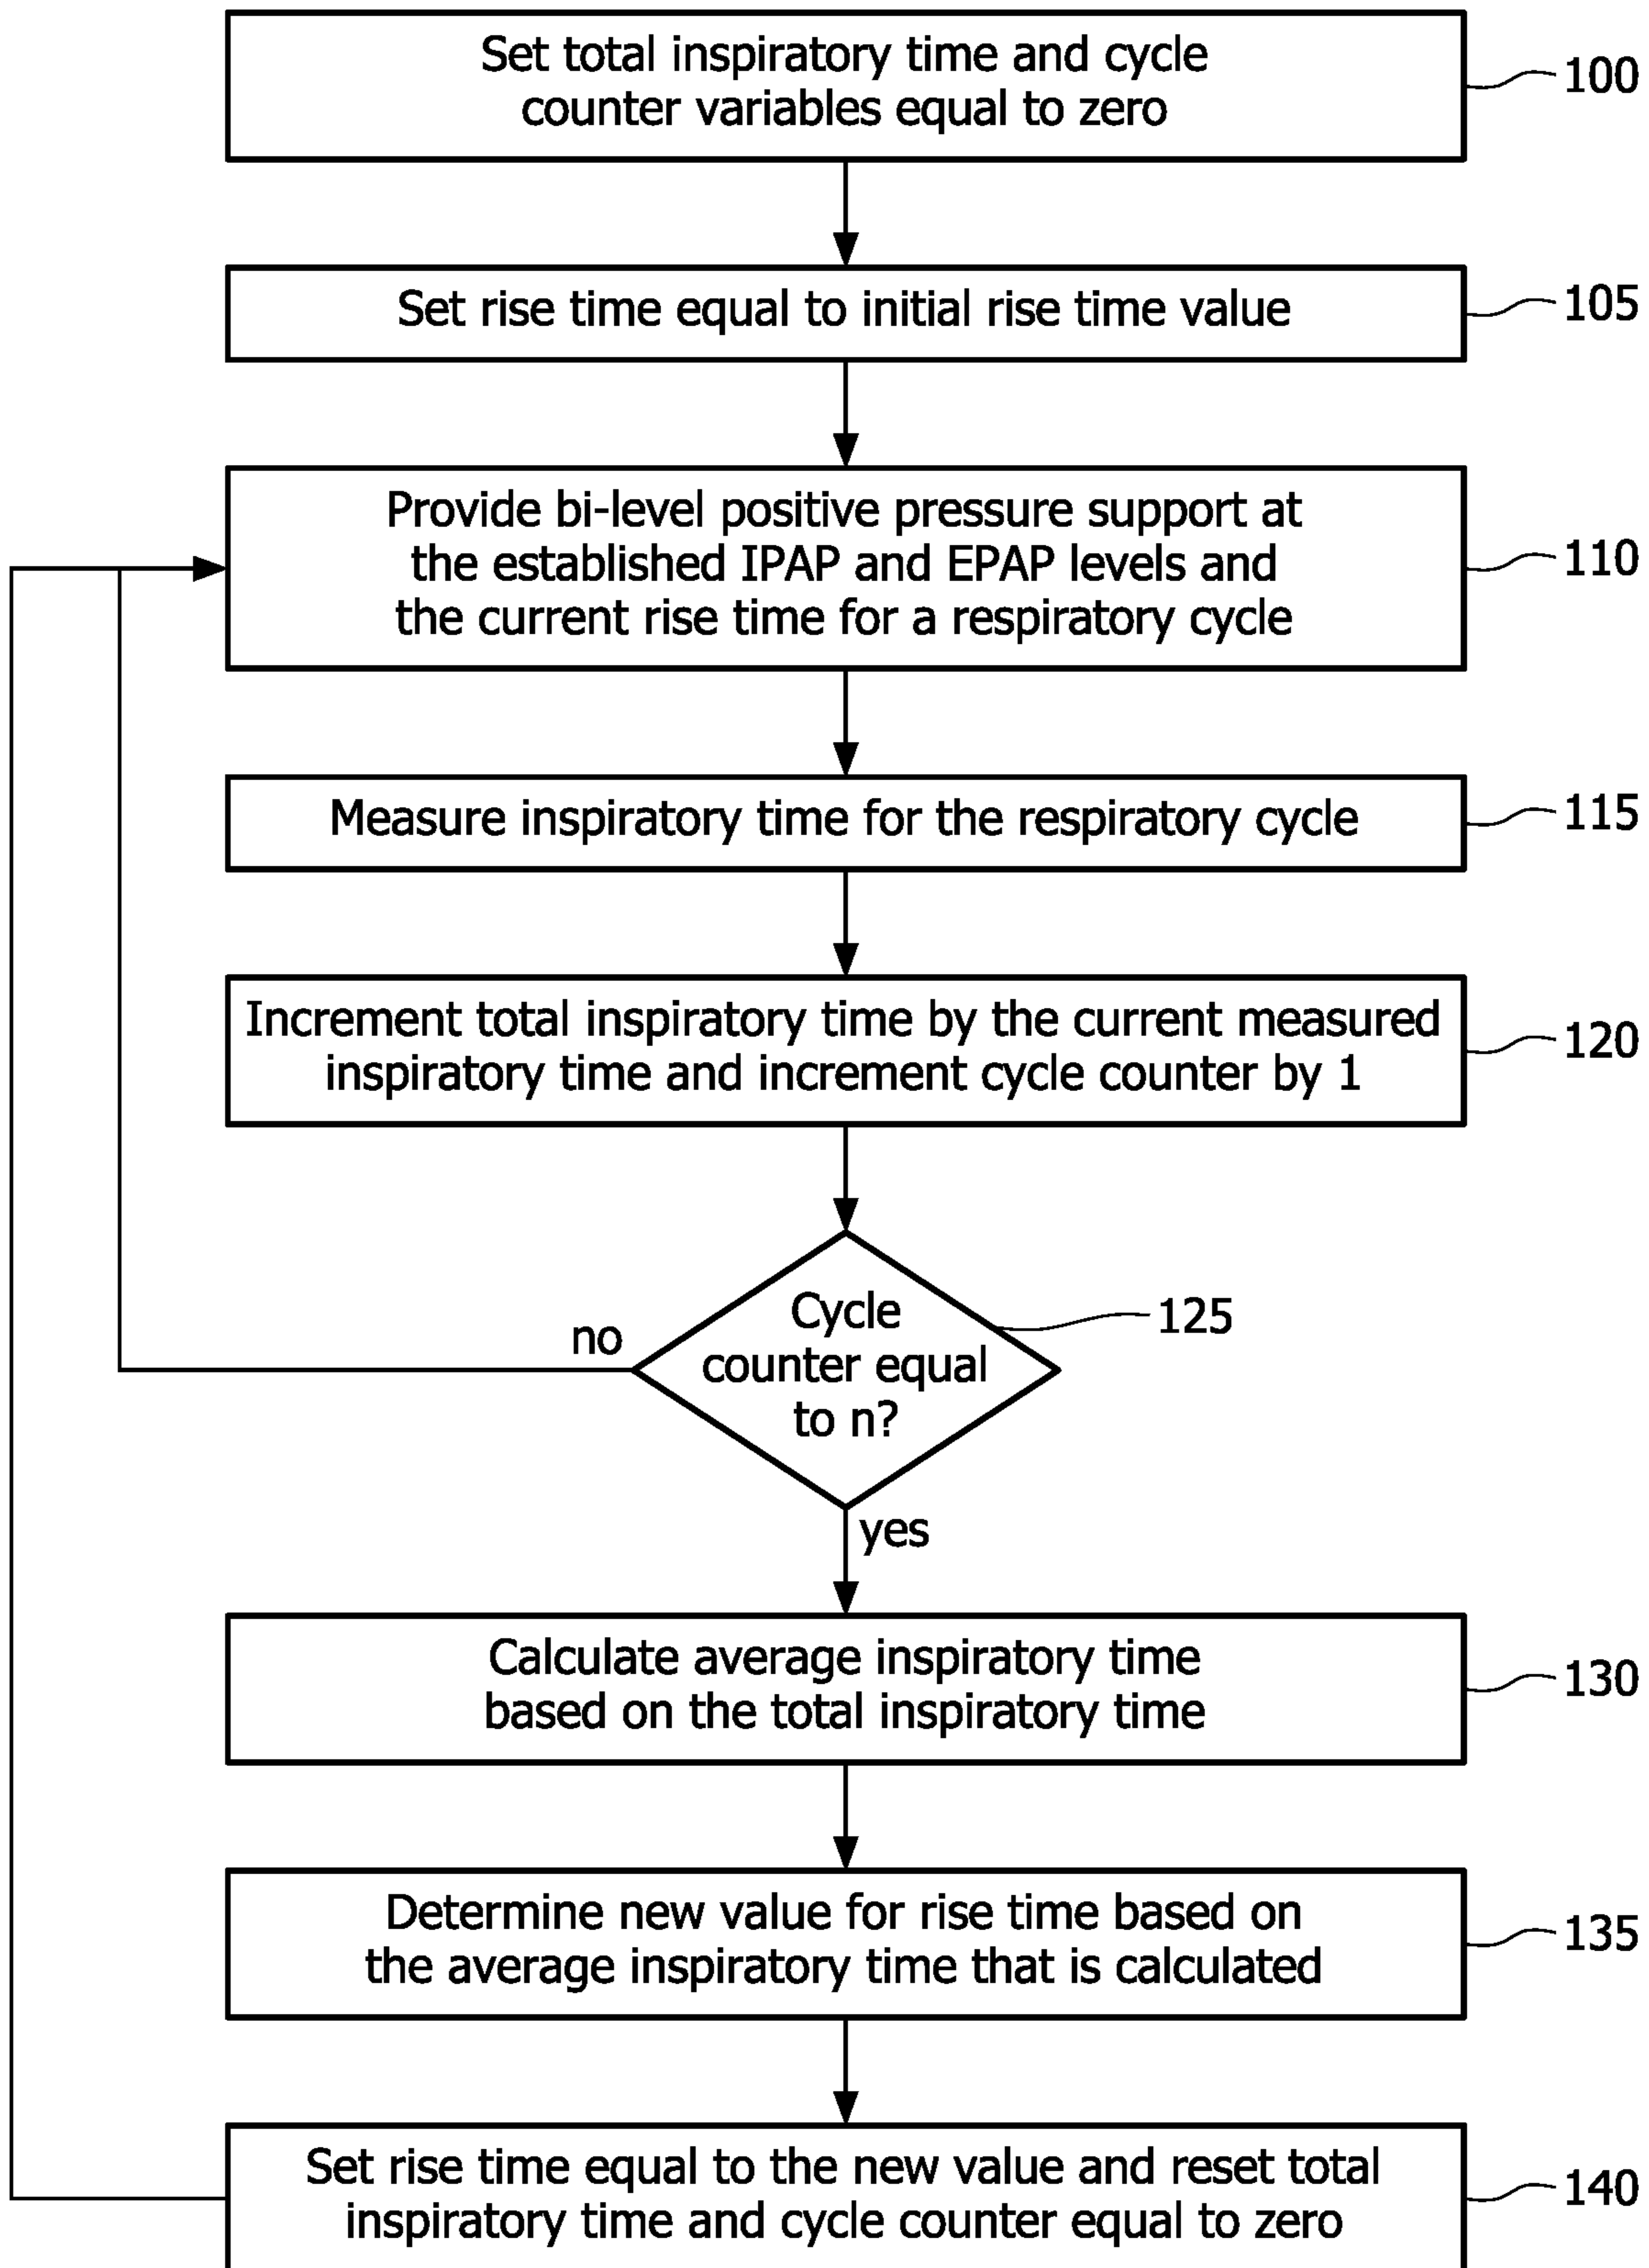 Set total inspiratory time and cycle
counter variables equal to zero
100
Set rise time equal to initial rise time value
105
Provide bi-level positive pressure support at
the established IPAP and EPAP levels and
the current rise time for a respiratory cycle
110
Measure inspiratory time for the respiratory cycle
115
Increment total inspiratory time by the current measured
inspiratory time and increment cycle counter by 1
120
Cycle
counter equal
to n?
125
no
yes
Calculate average inspiratory time
based on the total inspiratory time
130
Determine new value for rise time based on
the average inspiratory time that is calculated
135
Set rise time equal to the new value and reset total
inspiratory time and cycle counter equal to zero
140